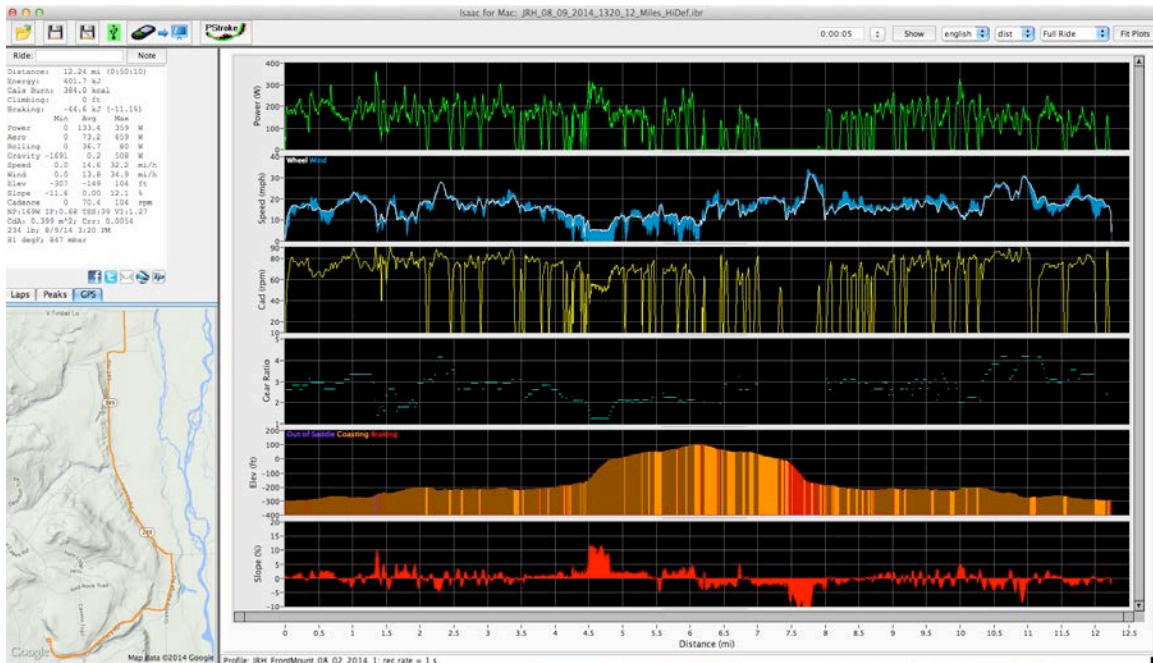 Isaac for Mac: JRH_08_09_2014_1320_12_Miles_HiDef.ibr
PStroke
0:00:05 Show english dist Full Ride Fit Plots
Ride: Note
Distance: 12.24 mi (0:50:10)
Energy: 401.7 kJ
Cals Burn: 384.0 kcal
Climbing: 0 ft
Braking: -44.6 kJ (-11.1%)
Min Avg Max
Power 0 133.4 359 W
Aero 0 73.2 659 W
Rolling 0 36.7 80 W
Gravity -1691 0.2 508 W
Speed 0.0 14.6 32.2 mi/h
Wind 0.0 13.8 34.9 mi/h
Elev -307 -149 104 ft
Slope -11.6 0.00 12.1 %
Cadence 0 70.4 104 rpm
NP:169W IF:0.68 TSS:39 VI:1.27
CdA: 0.399 m^2; Crr: 0.0054
234 lb; 8/9/14 3:20 PM
81 degF; 847 mbar
Laps Peaks GPS
Red Rock Trail
Google
Map data ©2014 Google
Power (W)
400
300
200
100
0
Wheel Wind
Speed (mph)
40
30
20
10
0
Cad (rpm)
90
80
60
40
20
10
Gear Ratio
5
4
3
2
1
Out of Saddle Coasting Braking
Elev (ft)
200
100
0
-100
-200
-300
-400
Slope (%)
20
15
10
5
0
-5
-10
0 0.5 1 1.5 2 2.5 3 3.5 4 4.5 5 5.5 6 6.5 7 7.5 8 8.5 9 9.5 10 10.5 11 11.5 12 12.5
Distance (mi)
Profile: JRH_FrontMount_08_02_2014_1; rec rate = 1 s